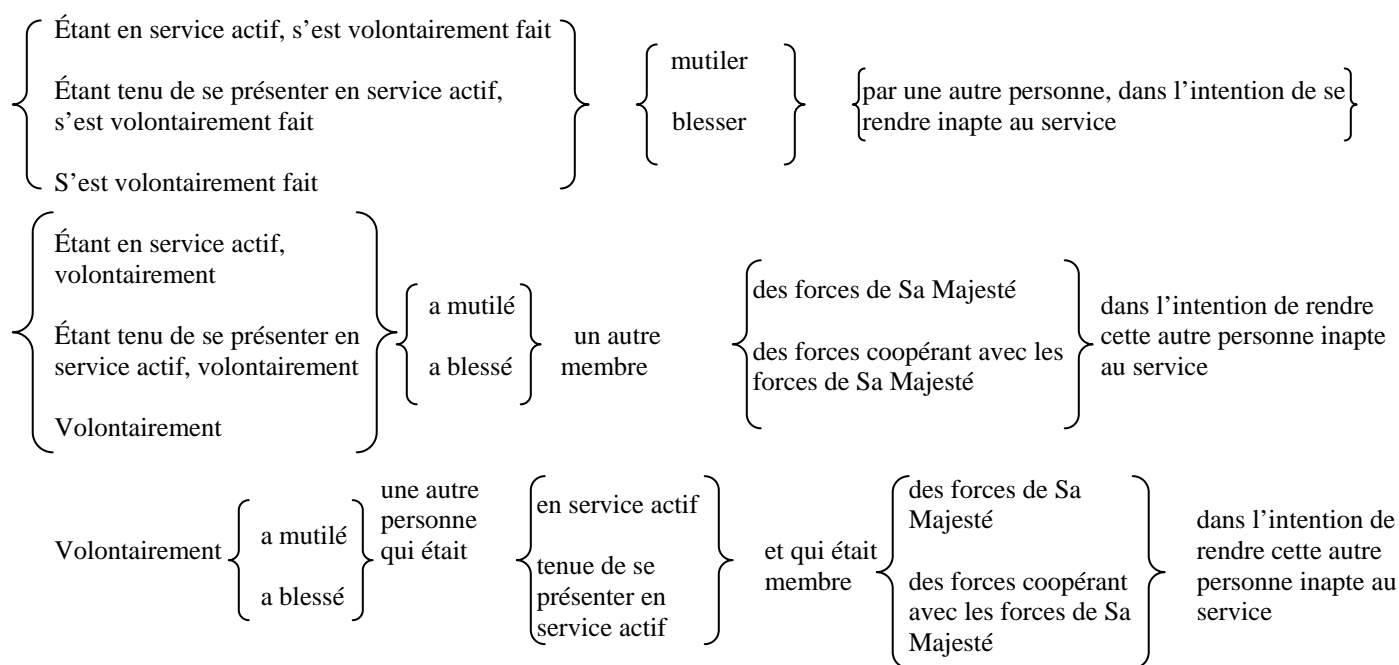 Étant en service actif, s’est volontairement fait
Étant tenu de se présenter en service actif,
s’est volontairement fait
S’est volontairement fait
mutiler
blesser
par une autre personne, dans l’intention de se
rendre inapte au service
Étant en service actif,
volontairement
Étant tenu de se présenter en
service actif, volontairement
Volontairement
a mutilé
a blessé
un autre
membre
des forces de Sa Majesté
des forces coopérant avec les
forces de Sa Majesté
dans l’intention de rendre
cette autre personne inapte
au service
Volontairement
a mutilé
a blessé
une autre
personne
qui était
en service actif
tenue de se
présenter en
service actif
et qui était
membre
des forces de Sa
Majesté
des forces coopérant
avec les forces de Sa
Majesté
dans l’intention de
rendre cette autre
personne inapte au
service